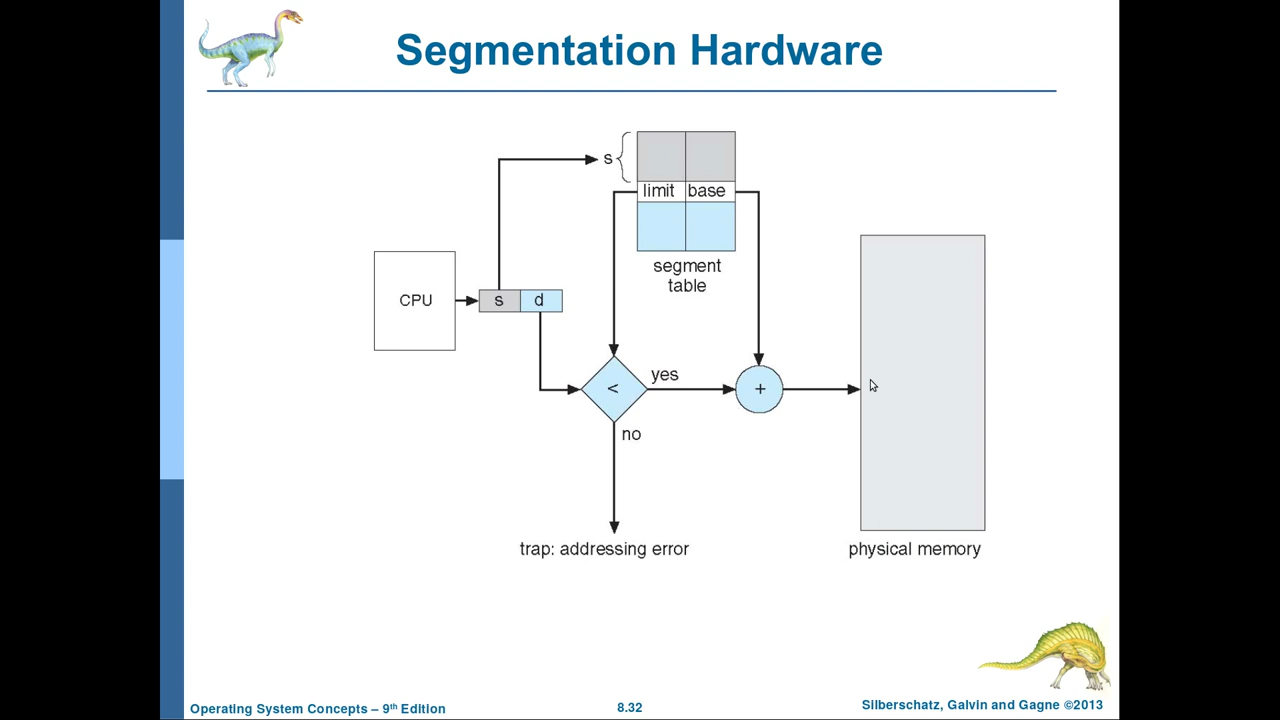 Segmentation Hardware
s
limit base
segment
table
CPU
s d
<
yes
+
no
trap: addressing error
physical memory
Operating System Concepts – 9th Edition
8.32
Silberschatz, Galvin and Gagne ©2013